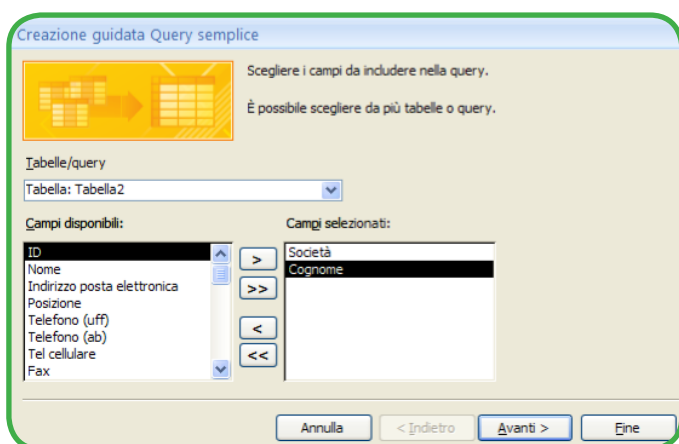 Creazione guidata Query semplice
Scegliere i campi da includere nella query.
È possibile scegliere da più tabelle o query.
Tabelle/query
Tabella: Tabella2
Campi disponibili:
Campi selezionati:
ID
Nome
Indirizzo posta elettronica
Posizione
Telefono (uff)
Telefono (ab)
Tel cellulare
Fax
>
>>
<
<<
Società
Cognome
Annulla
< Indietro
Avanti >
Fine